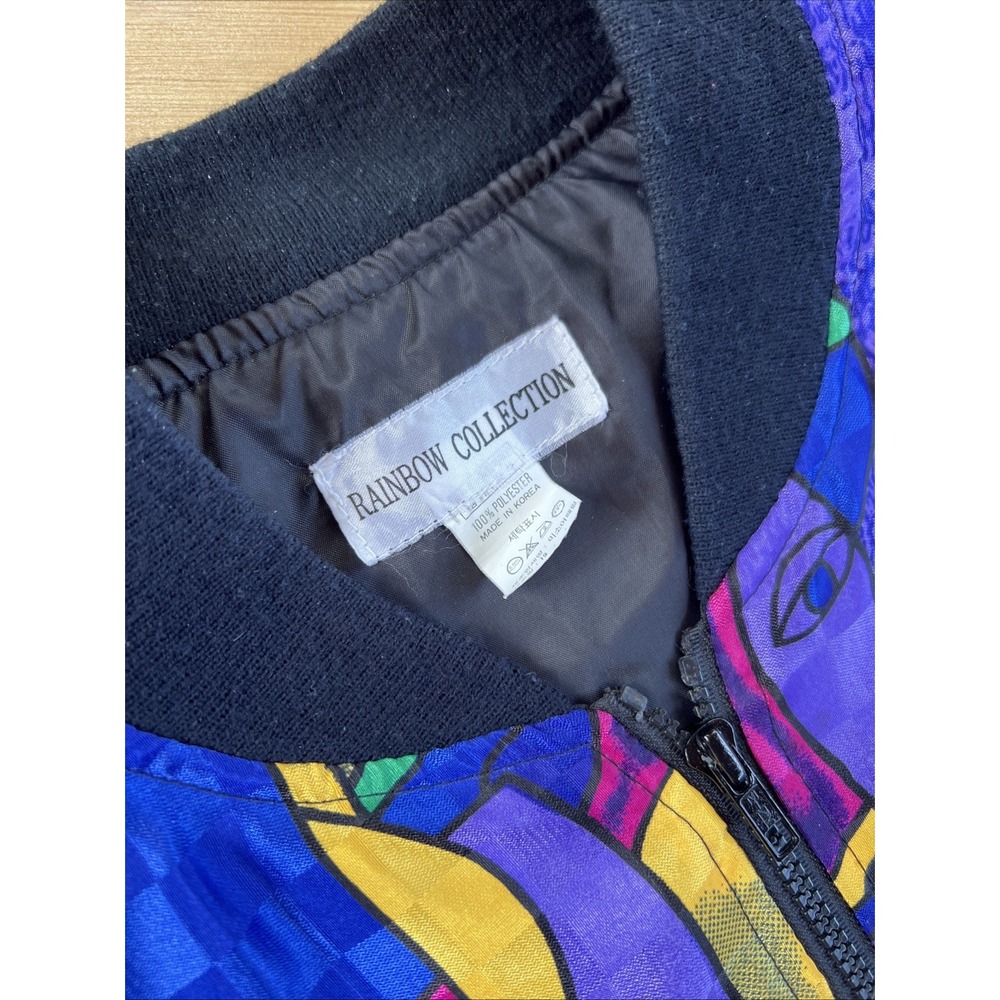 RAINBOW COLLECTION
100% POLYESTER
MADE IN KOREA
세탁표시